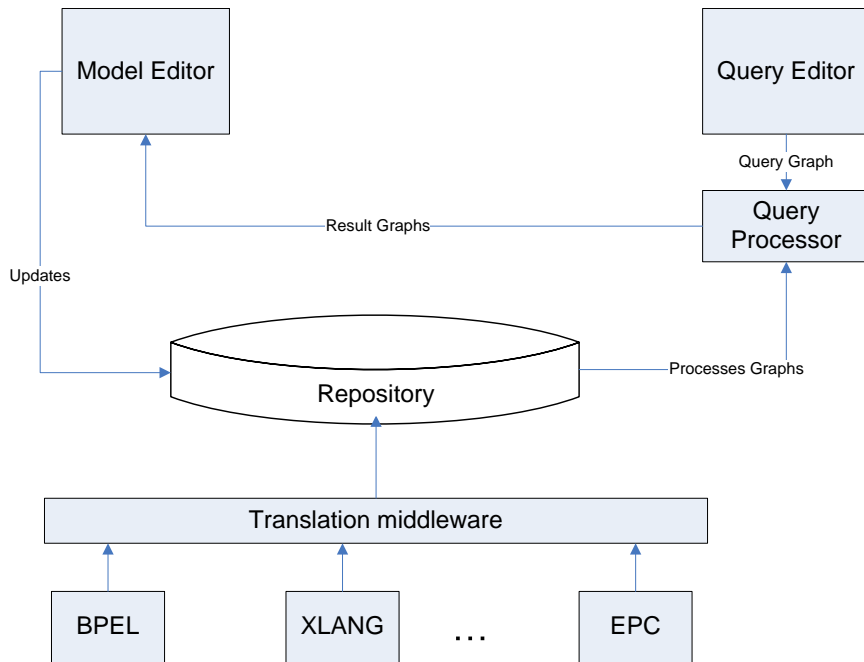 Model Editor
Query Editor
Query Graph
Query
Processor
Result Graphs
Updates
Processes Graphs
Repository
Translation middleware
BPEL
XLANG
...
EPC